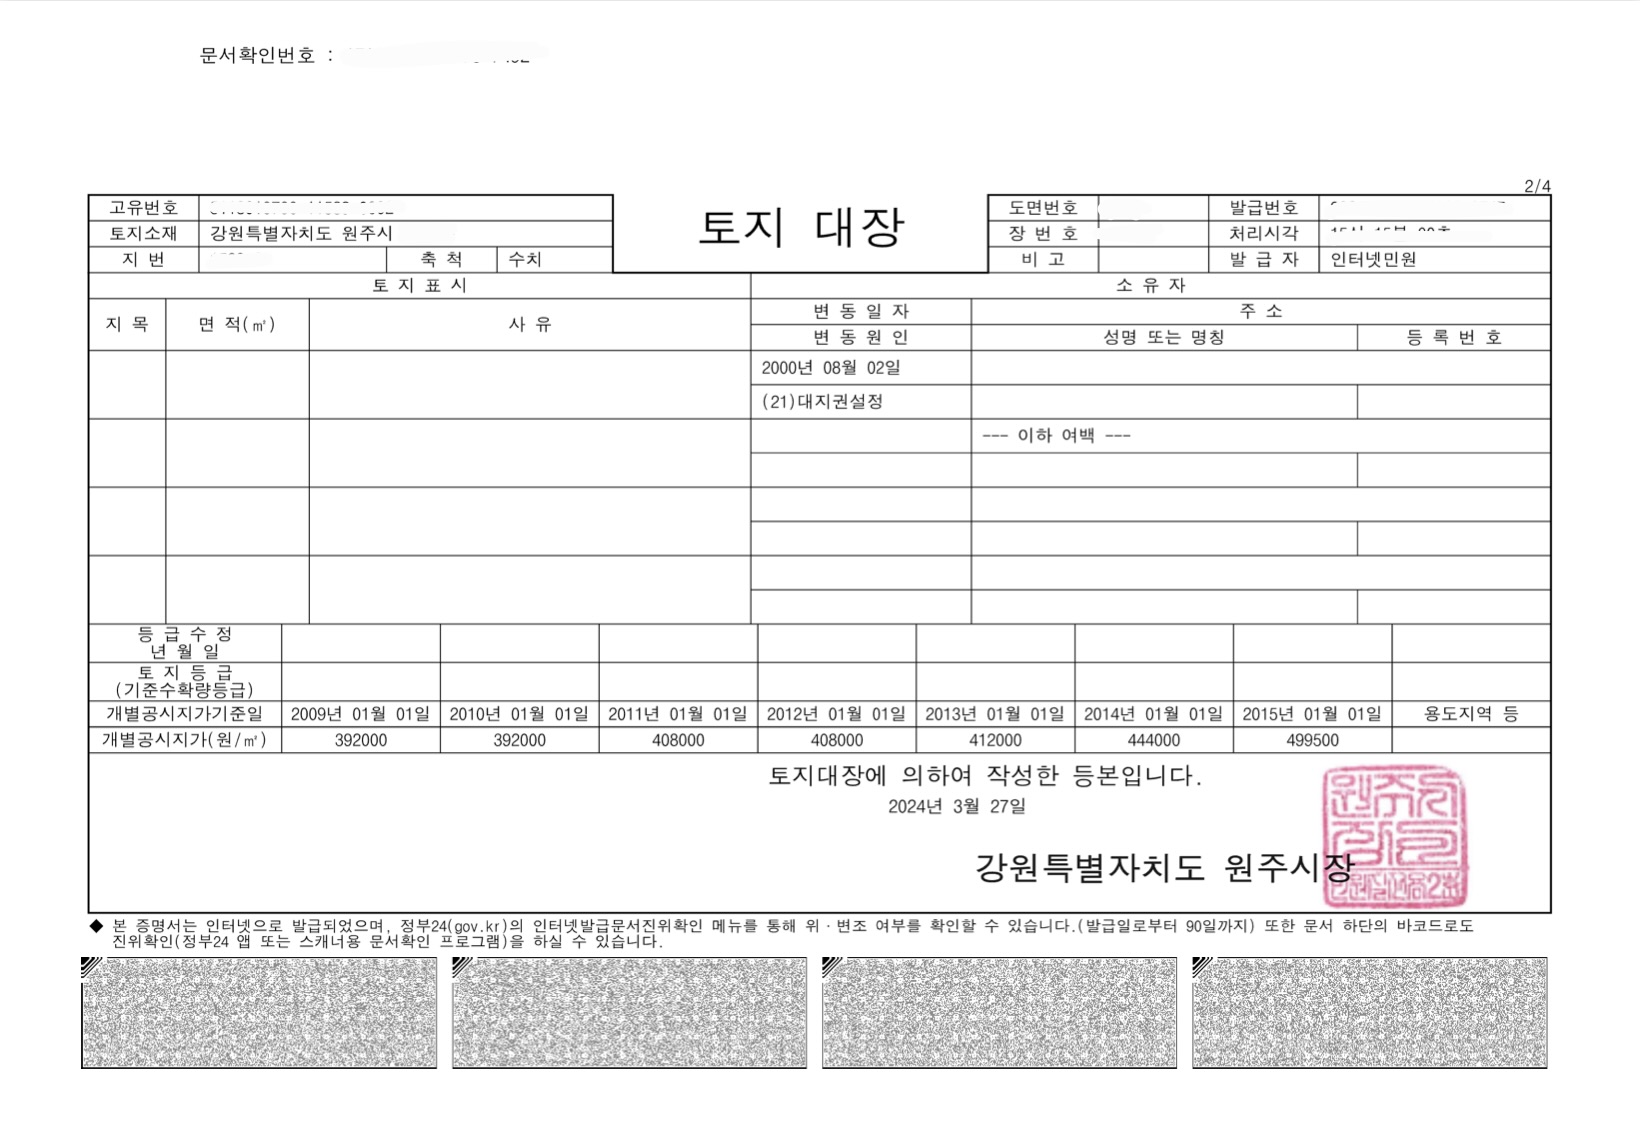 문서확인번호 :
2/4
고유번호
토지 대장
도면번호 발급번호
토지소재 강원특별자치도 원주시
장 번 호 처리시각
지 번 축 척 수치
비 고 발 급 자 인터넷민원
토 지 표 시 소 유 자
지 목 면 적(㎡) 사 유 변 동 일 자 주 소
변 동 원 인 성명 또는 명칭 등 록 번 호
2000년 08월 02일
(21)대지권설정
--- 이하 여백 ---
등 급 수 정
년 월 일
토 지 등 급
(기준수확량등급)
개별공시지가기준일 2009년 01월 01일 2010년 01월 01일 2011년 01월 01일 2012년 01월 01일 2013년 01월 01일 2014년 01월 01일 2015년 01월 01일 용도지역 등
개별공시지가(원/㎡) 392000 392000 408000 408000 412000 444000 499500
토지대장에 의하여 작성한 등본입니다.
2024년 3월 27일
강원특별자치도 원주시장
◆ 본 증명서는 인터넷으로 발급되었으며, 정부24(gov.kr)의 인터넷발급문서진위확인 메뉴를 통해 위·변조 여부를 확인할 수 있습니다.(발급일로부터 90일까지) 또한 문서 하단의 바코드로도
진위확인(정부24 앱 또는 스캐너용 문서확인 프로그램)을 하실 수 있습니다.